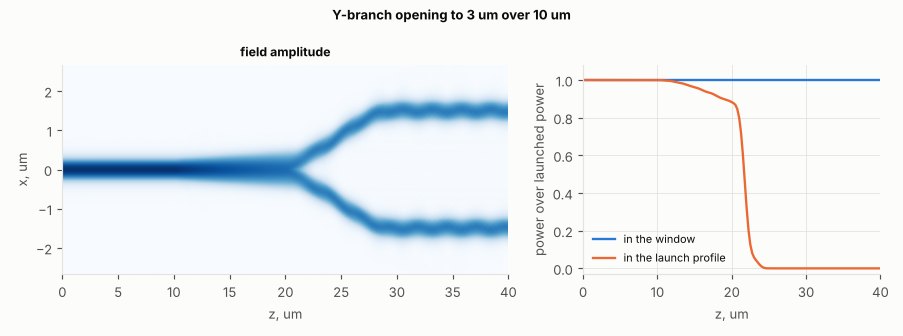 Y-branch opening to 3 um over 10 um
field amplitude
x, um
2
1
0
−1
−2
0 5 10 15 20 25 30 35 40
z, um
power over launched power
1.0
0.8
0.6
0.4
0.2
0.0
in the window
in the launch profile
0 10 20 30 40
z, um